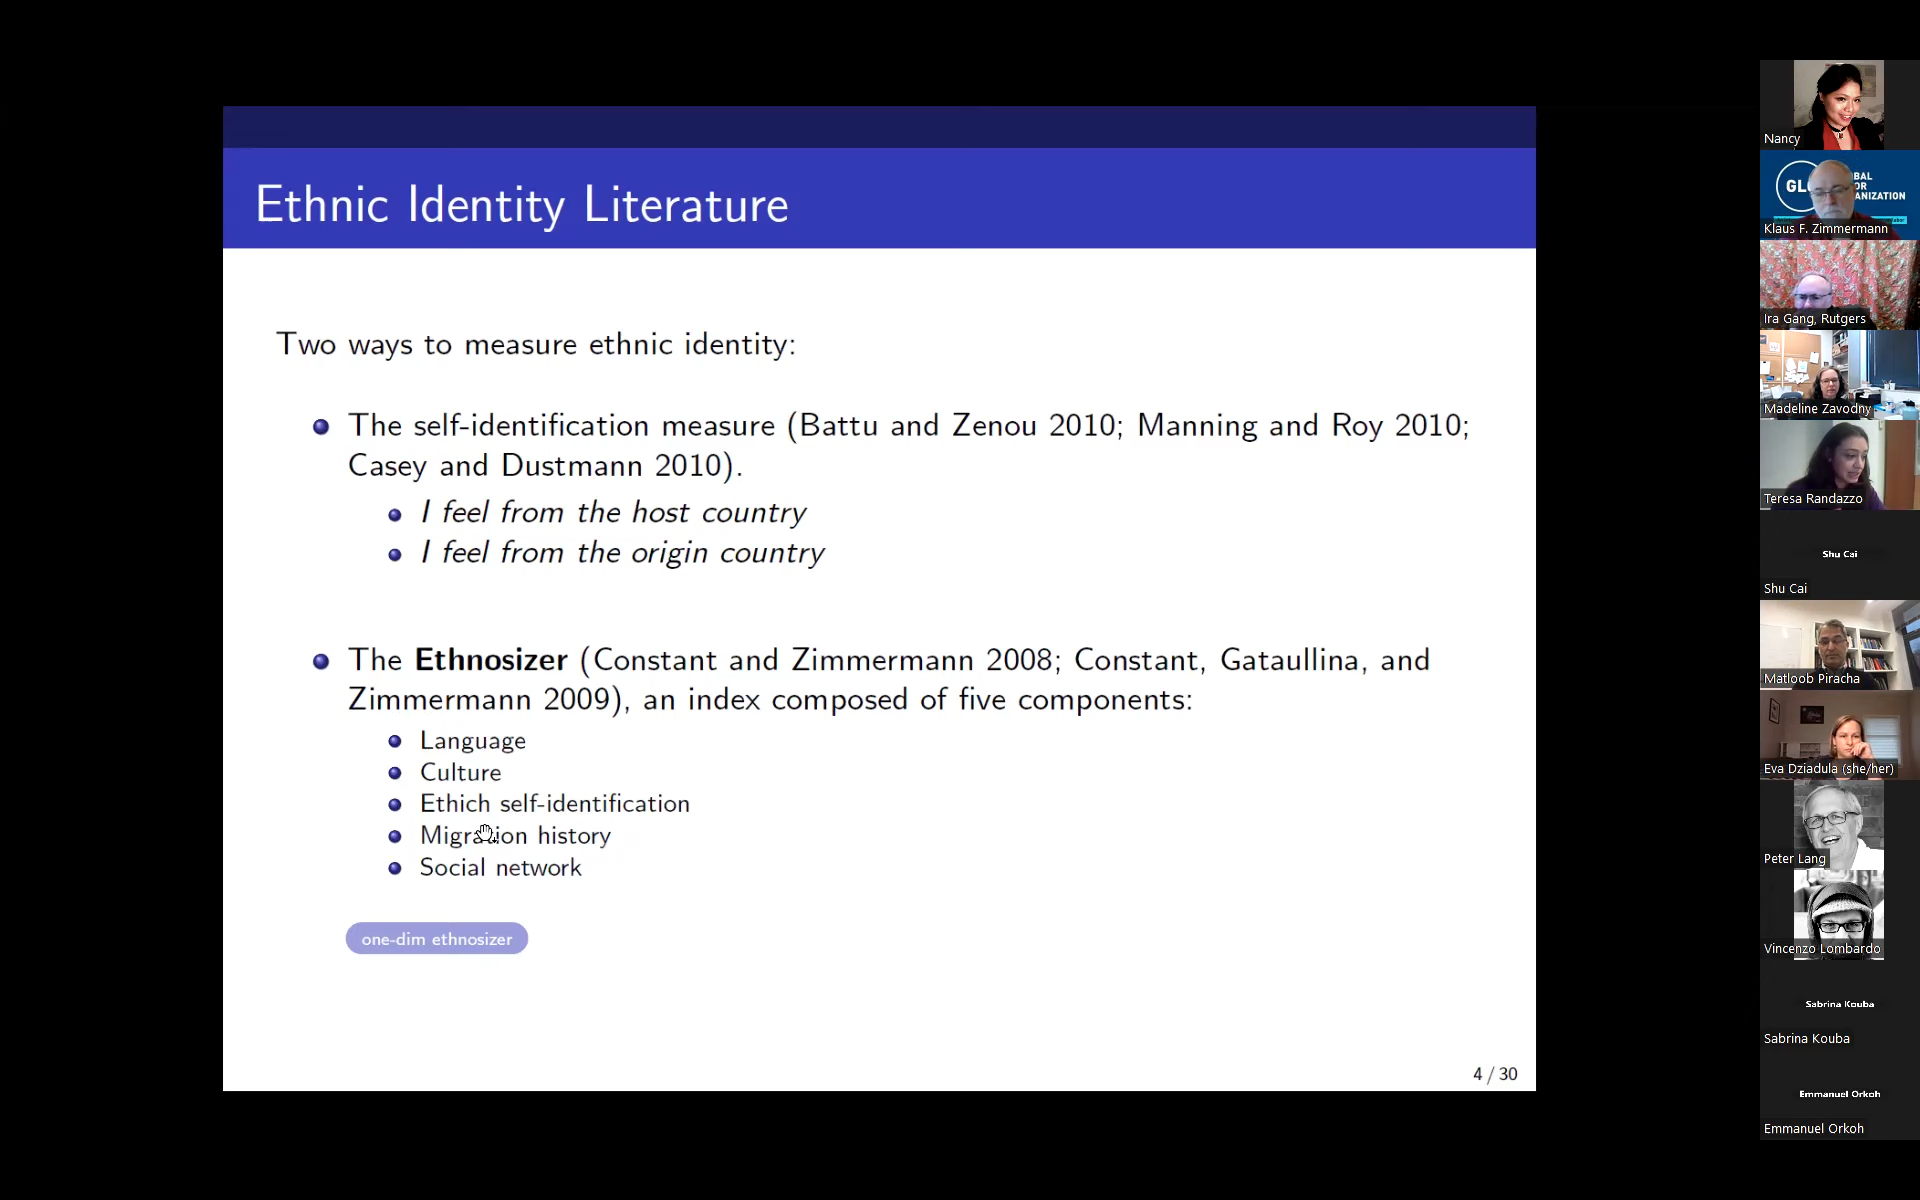 Ethnic Identity Literature
Two ways to measure ethnic identity:
The self-identification measure (Battu and Zenou 2010; Manning and Roy 2010;
Casey and Dustmann 2010).
I feel from the host country
I feel from the origin country
The Ethnosizer (Constant and Zimmermann 2008; Constant, Gataullina, and
Zimmermann 2009), an index composed of five components:
Language
Culture
Ethich self-identification
Migration history
Social network
one-dim ethnosizer
4 / 30
Nancy
GL
BAL
OR
ANIZATION
Klaus F. Zimmermann
Ira Gang, Rutgers
Madeline Zavodny
Teresa Randazzo
Shu Cai
Shu Cai
Matloob Piracha
Eva Dziadula (she/her)
Peter Lang
Vincenzo Lombardo
Sabrina Kouba
Sabrina Kouba
Emmanuel Orkoh
Emmanuel Orkoh